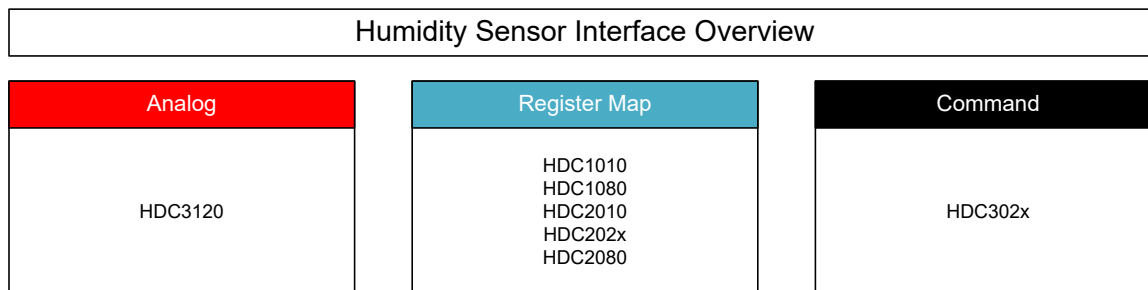 Humidity Sensor Interface Overview
Analog
HDC3120
Register Map
HDC1010
HDC1080
HDC2010
HDC202x
HDC2080
Command
HDC302x